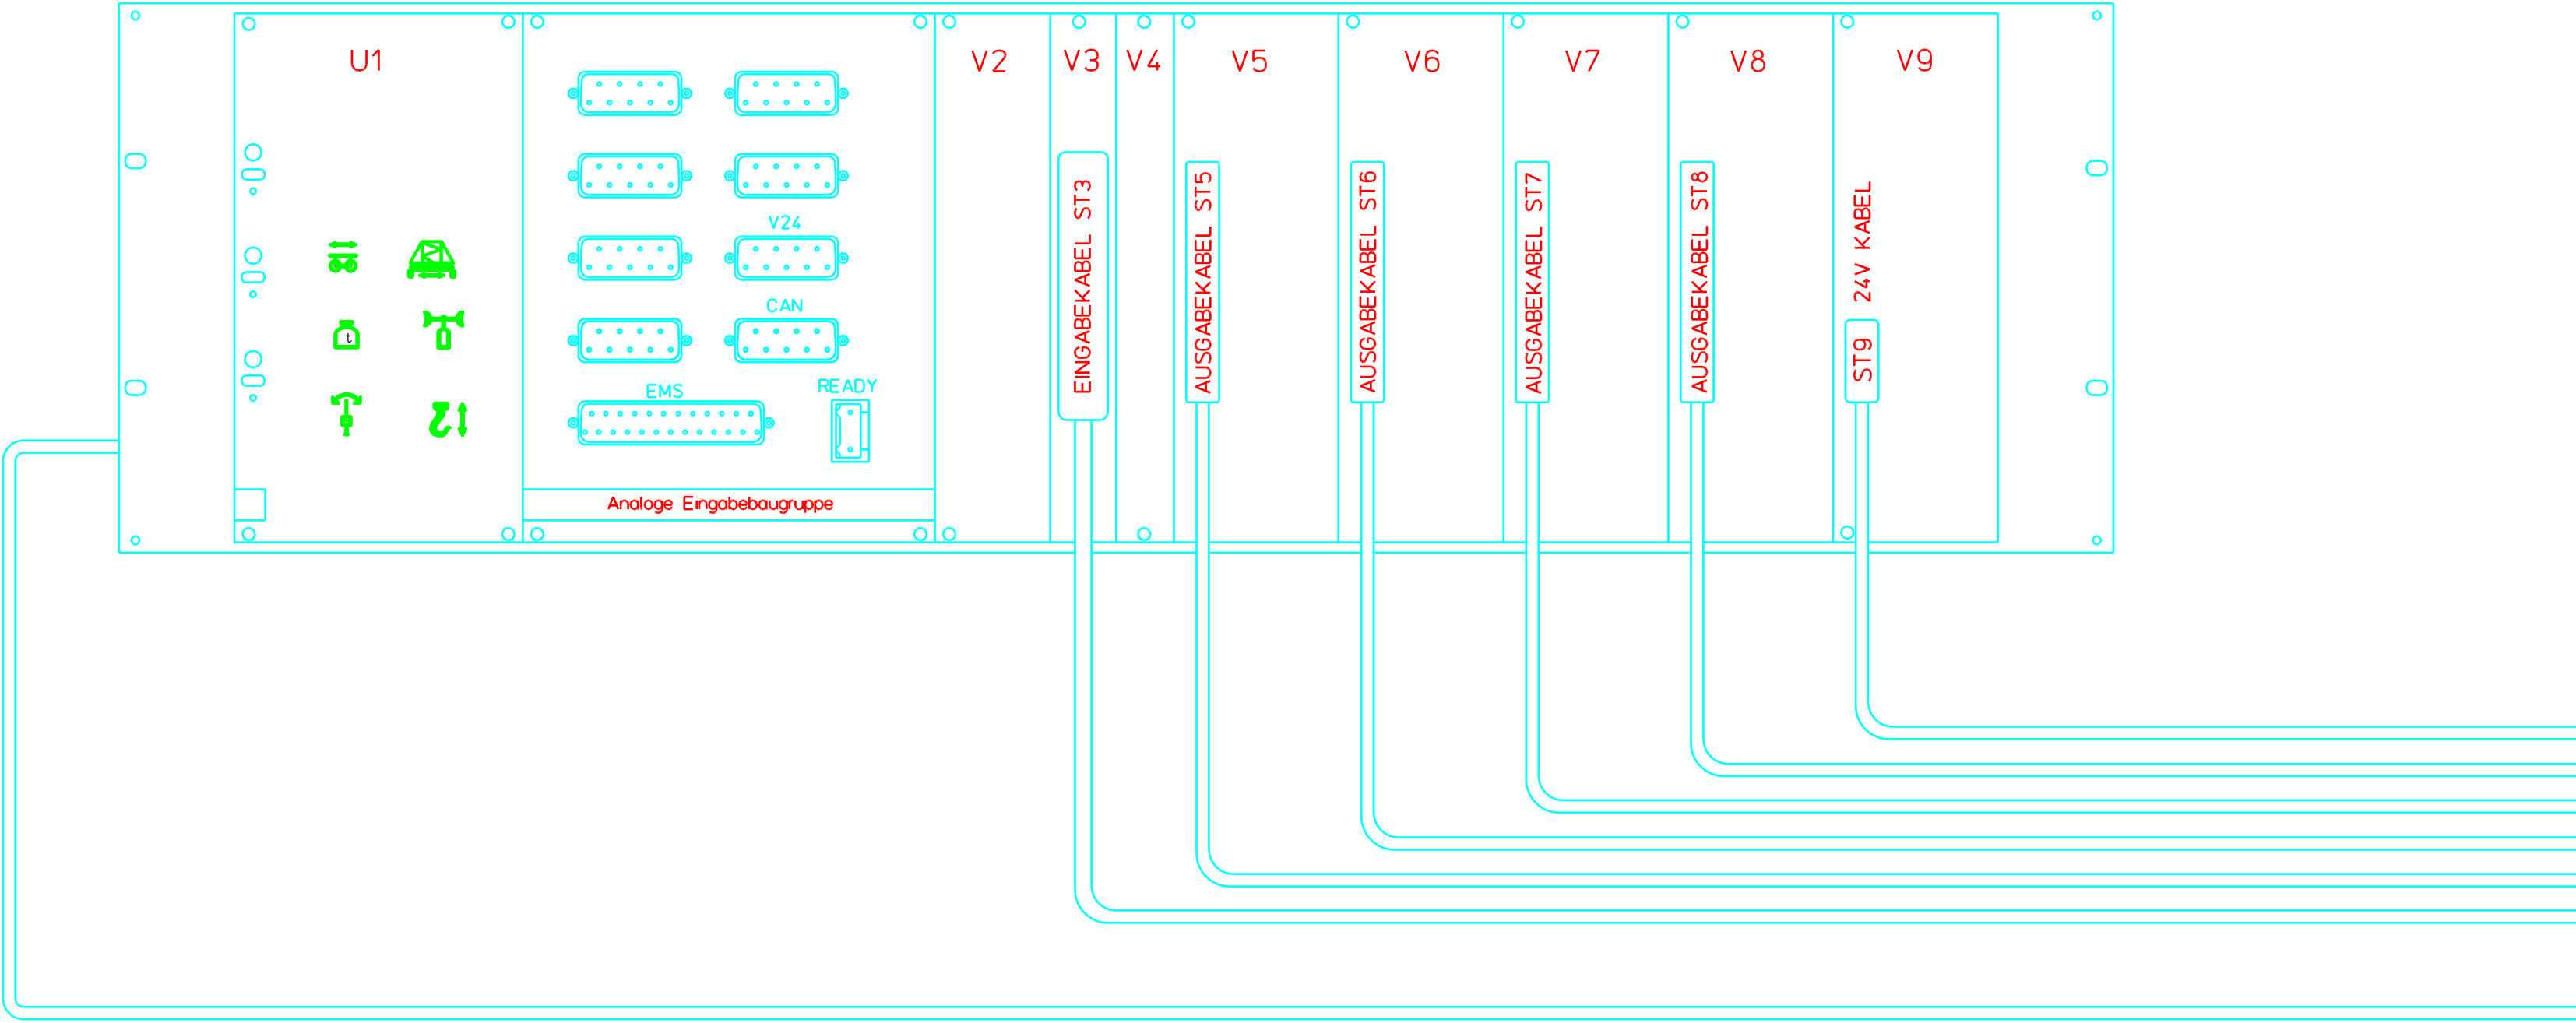 U1
V2
V3
V4
V5
V6
V7
V8
V9
V24
CAN
EMS
READY
t
Analoge Eingabebaugruppe
EINGABEKABEL ST3
AUSGABEKABEL ST5
AUSGABEKABEL ST6
AUSGABEKABEL ST7
AUSGABEKABEL ST8
ST9 24V KABEL